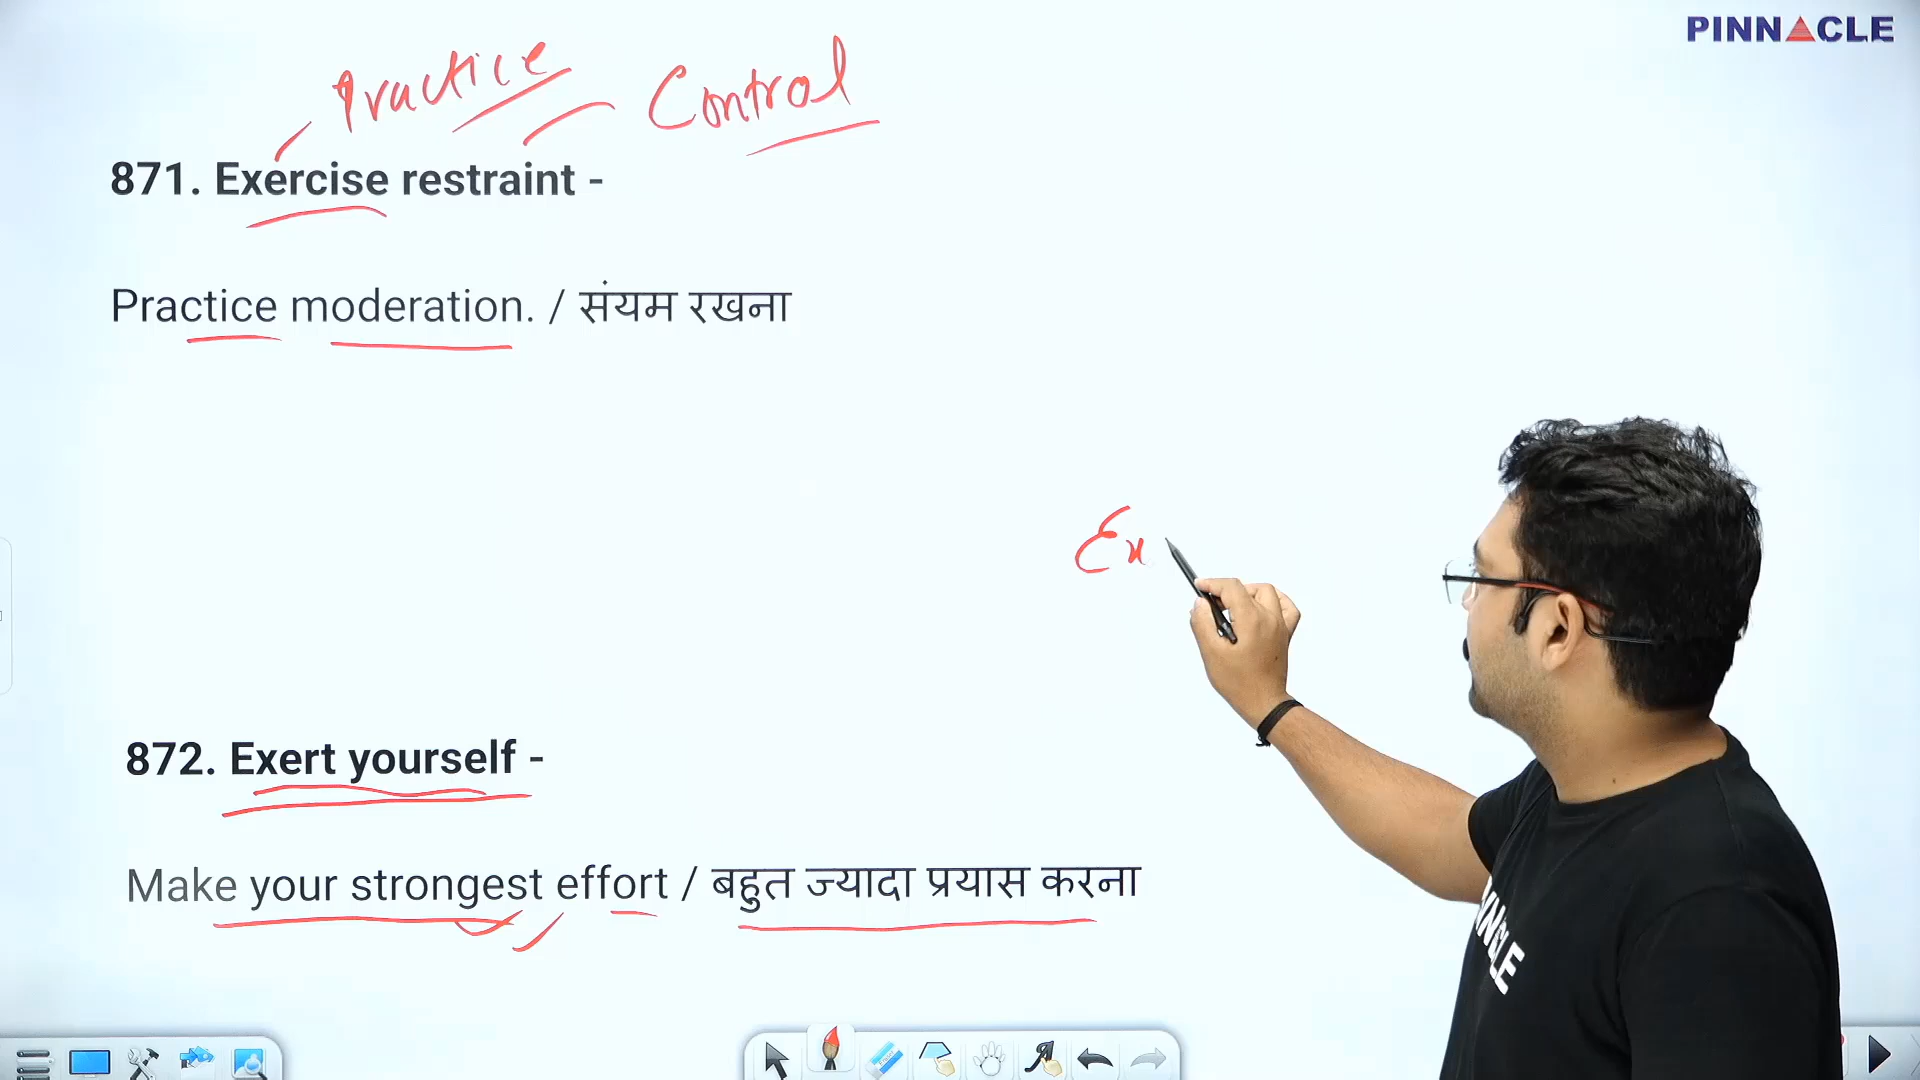 PINNACLE
Practice Control
871. Exercise restraint -
Practice moderation. / संयम रखना
Ex
872. Exert yourself -
Make your strongest effort / बहुत ज्यादा प्रयास करना